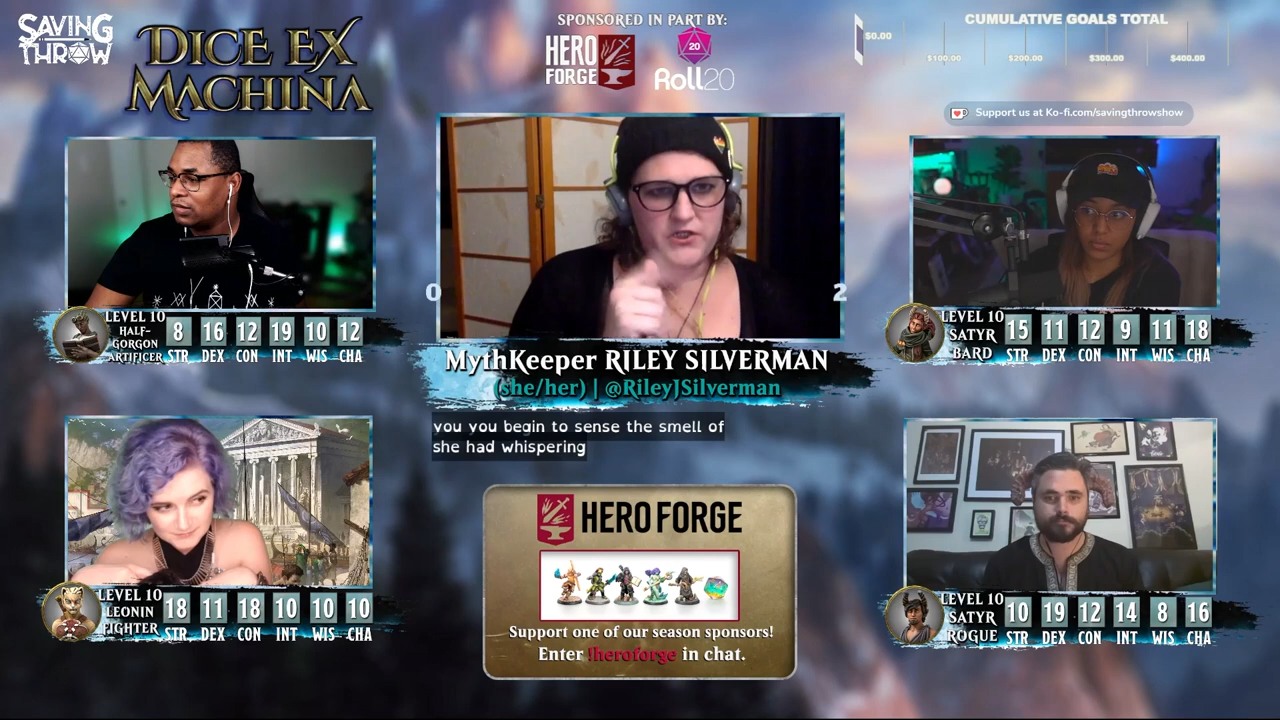 SAVING
THROW
DICE EX
MACHINA
SPONSORED IN PART BY:
HERO
FORGE
20
Roll20
CUMULATIVE GOALS TOTAL
$0.00
$100.00
$200.00
$300.00
$400.00
Support us at Ko-fi.com/savingthrowshow
0
2
LEVEL 10
HALF-
GORGON
ARTIFICER
8 16 12 19 10 12
STR DEX CON INT WIS CHA
MythKeeper RILEY SILVERMAN
(she/her) | @RileyJSilverman
LEVEL 10
SATYR
BARD
15 11 12 9 11 18
STR DEX CON INT WIS CHA
you you begin to sense the smell of
she had whispering
LEVEL 10
LEONIN
FIGHTER
18 11 18 10 10 10
STR DEX CON INT WIS CHA
HERO FORGE
Support one of our season sponsors!
Enter !heroforge in chat.
LEVEL 10
SATYR
ROGUE
10 19 12 14 8 16
STR DEX CON INT WIS CHA